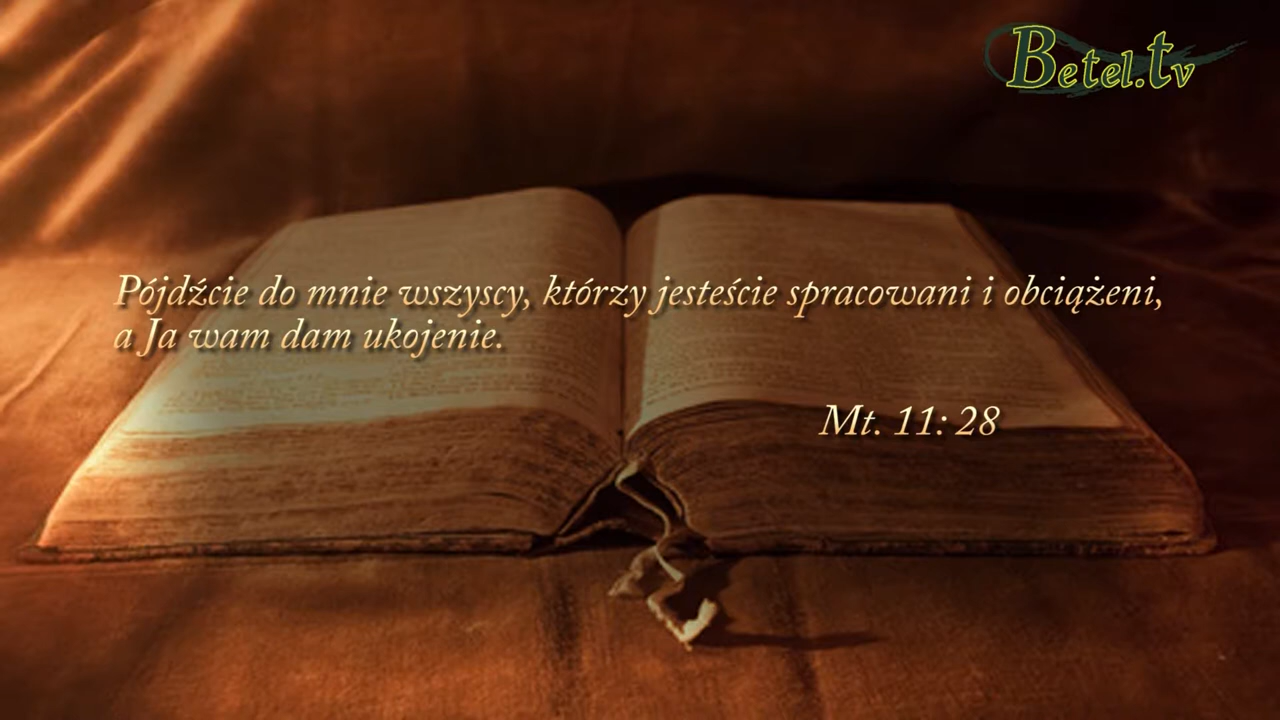 Betel.tv
Pójdźcie do mnie wszyscy, którzy jesteście spracowani i obciążeni,
a Ja wam dam ukojenie.
Mt. 11: 28